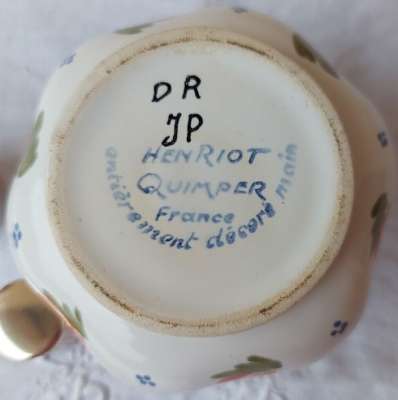 DR
JP
HENRIOT
QUIMPER
France
entièrement décoré main